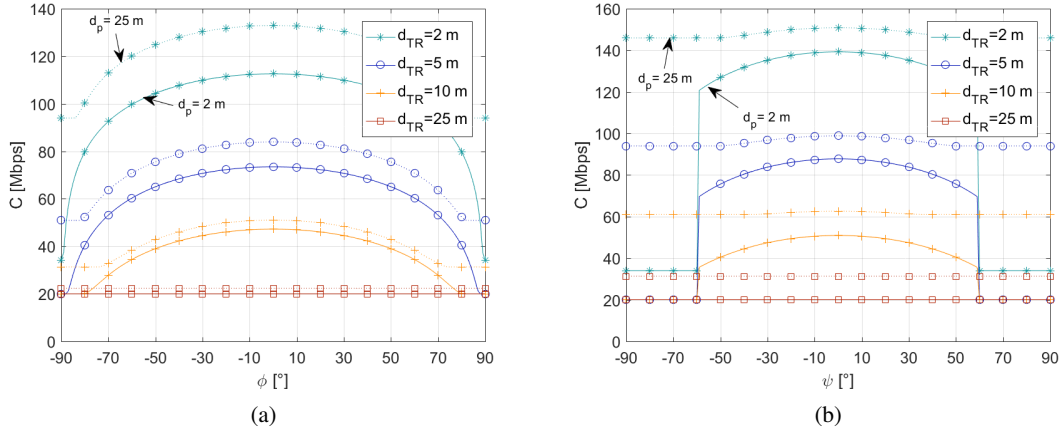 140
120
100
80
60
40
20
0
C [Mbps]
-90 -70 -50 -30 -10 10 30 50 70 90
ϕ [°]
d_p = 25 m
d_p = 2 m
d_TR=2 m
d_TR=5 m
d_TR=10 m
d_TR=25 m
(a)
160
140
120
100
80
60
40
20
0
C [Mbps]
-90 -70 -50 -30 -10 10 30 50 70 90
ψ [°]
d_p = 25 m
d_p = 2 m
d_TR=2 m
d_TR=5 m
d_TR=10 m
d_TR=25 m
(b)